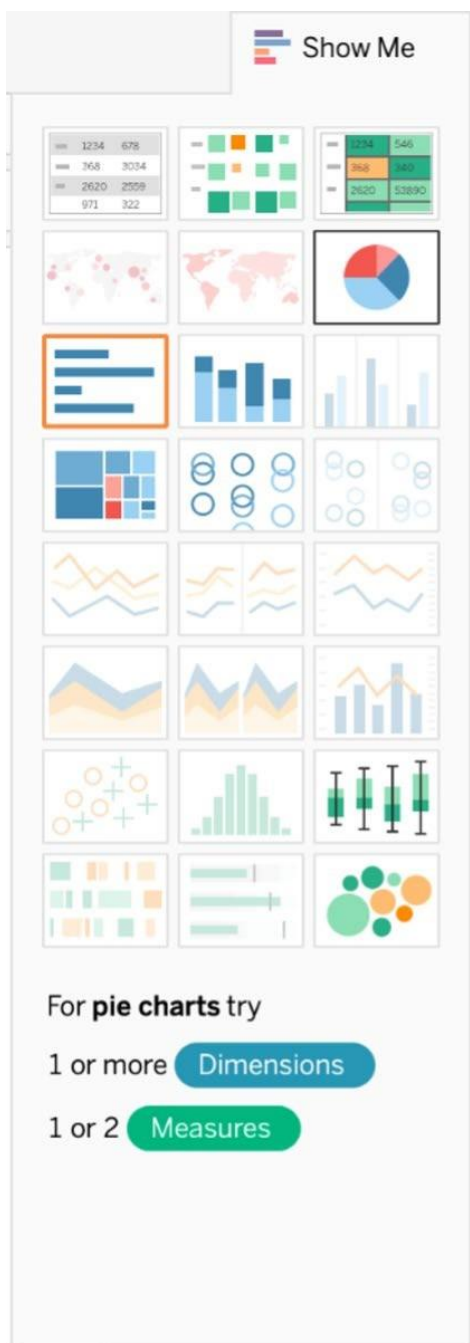 Show Me
1234 678
368 3034
2620 2559
971 322
1234 546
368 340
2620 53890
For pie charts try
1 or more Dimensions
1 or 2 Measures